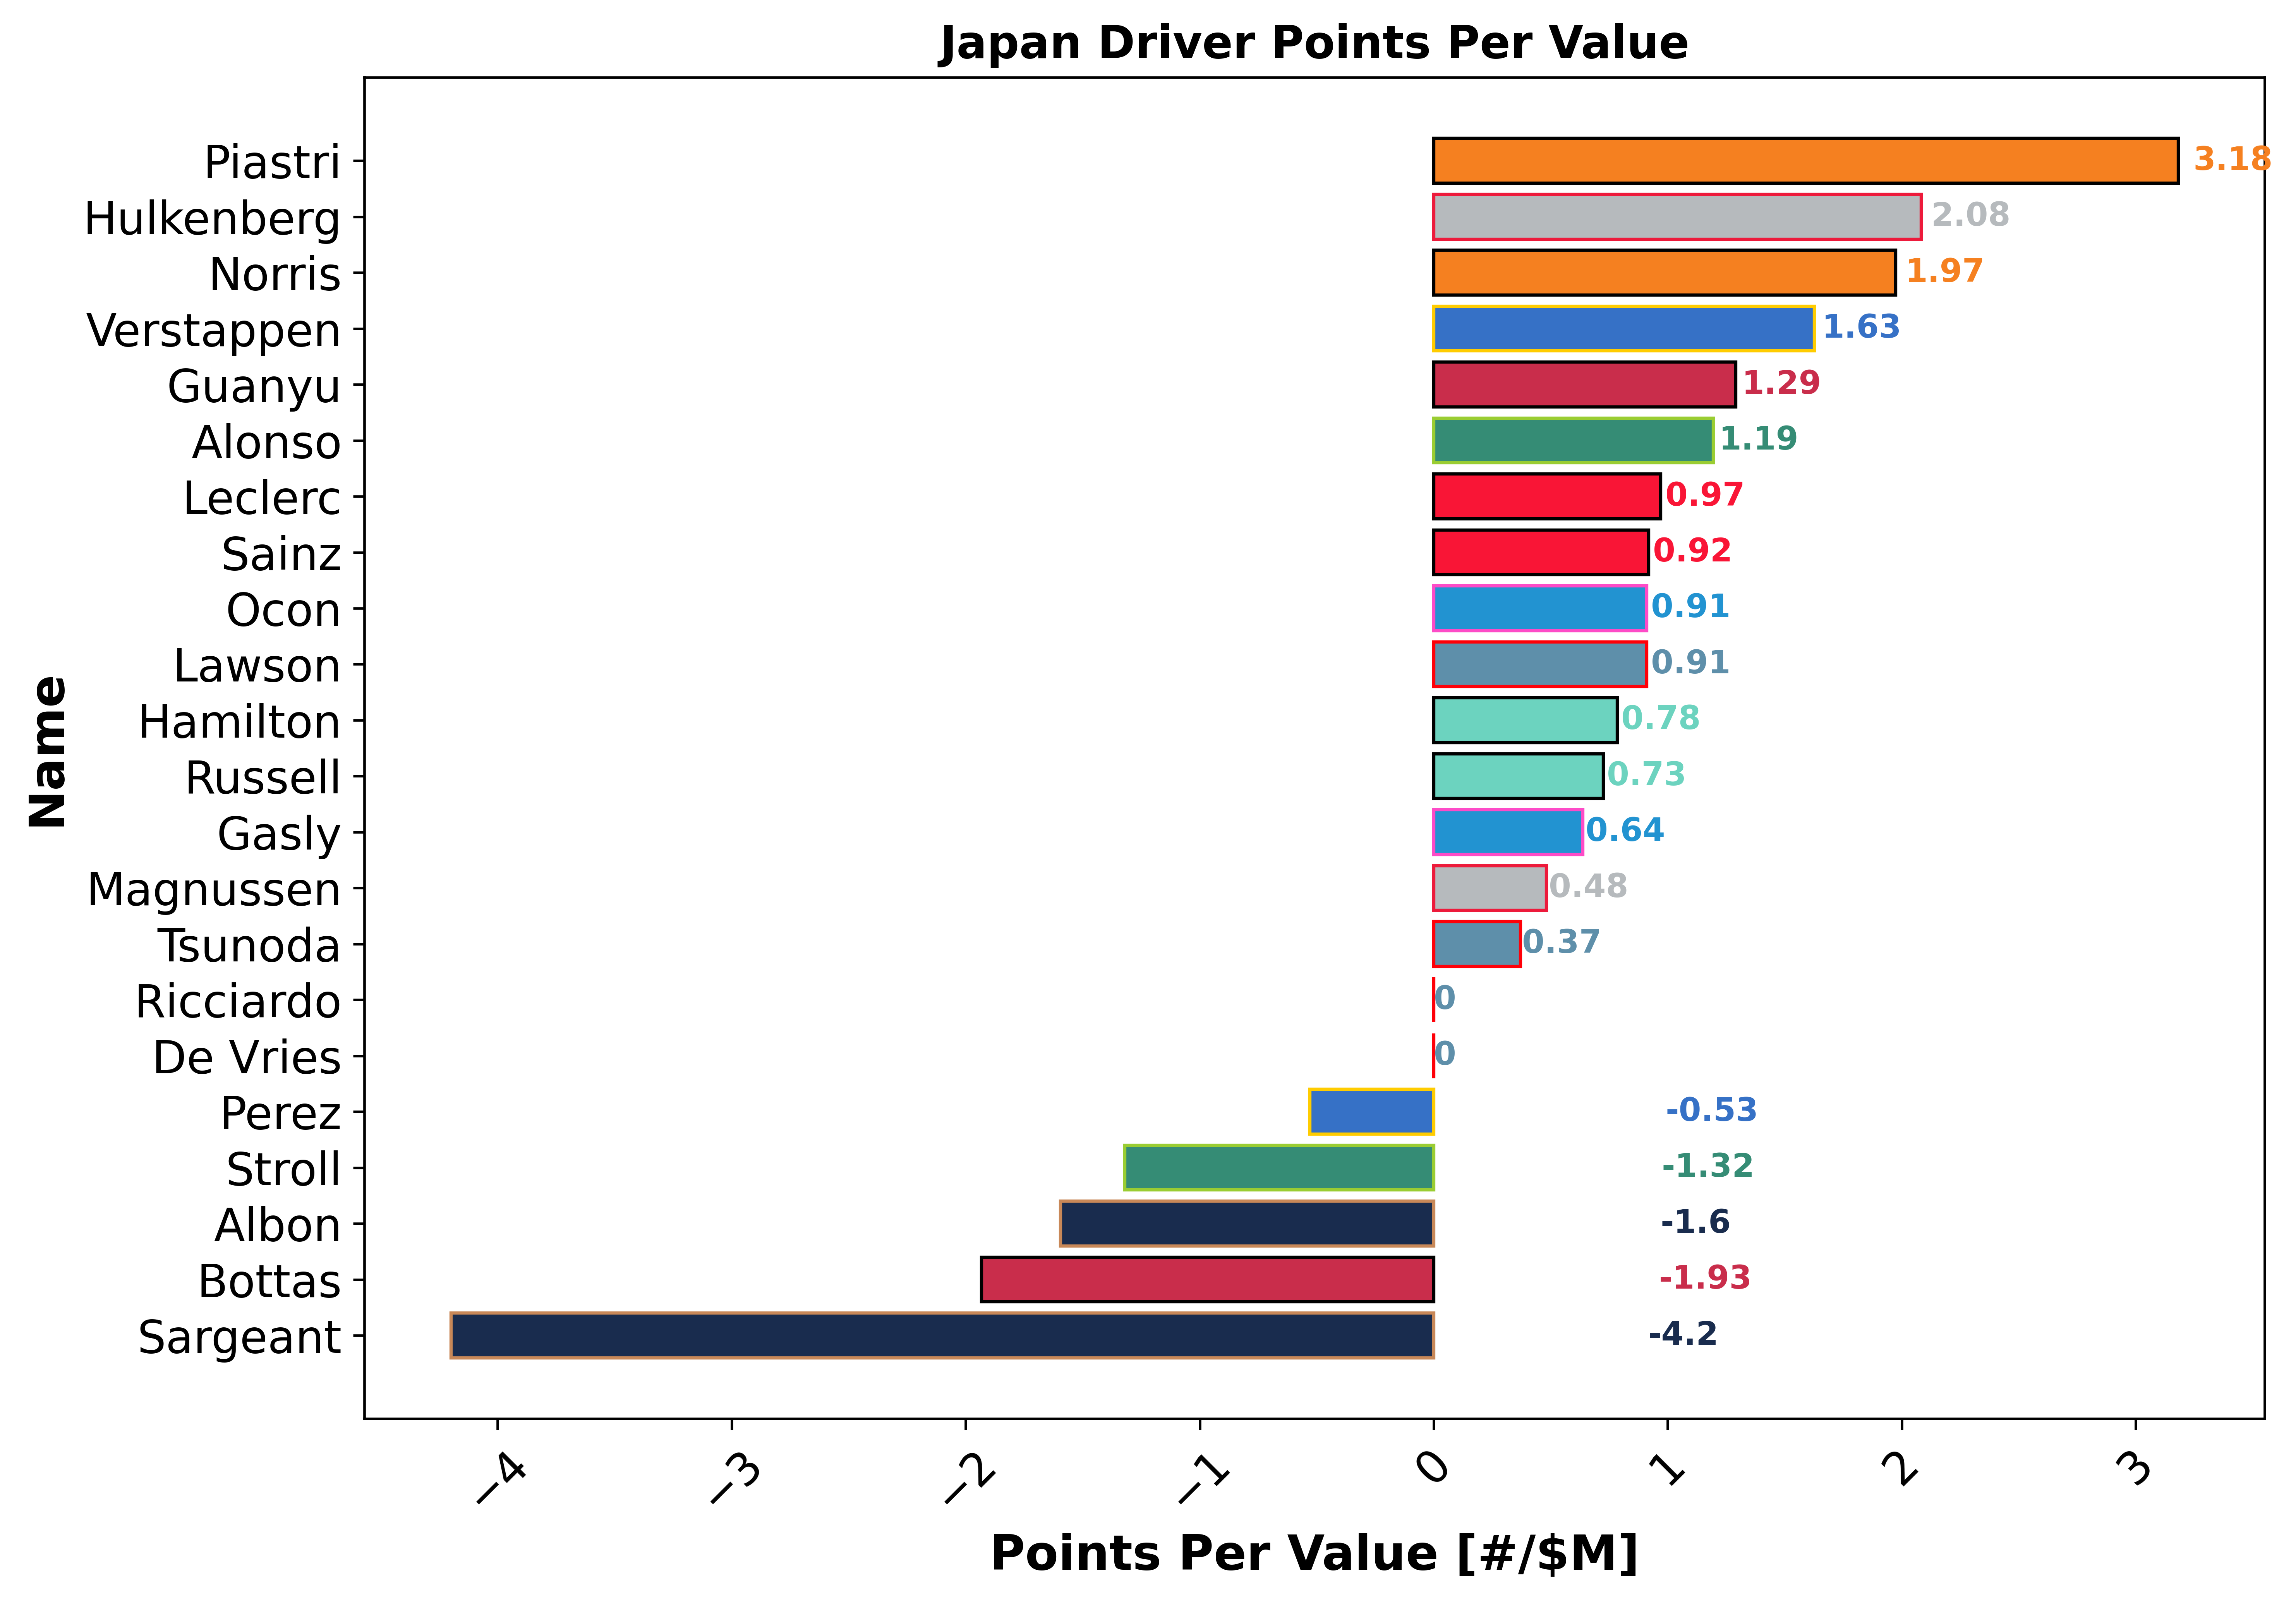 Japan Driver Points Per Value
Name
Piastri 3.18
Hulkenberg 2.08
Norris 1.97
Verstappen 1.63
Guanyu 1.29
Alonso 1.19
Leclerc 0.97
Sainz 0.92
Ocon 0.91
Lawson 0.91
Hamilton 0.78
Russell 0.73
Gasly 0.64
Magnussen 0.48
Tsunoda 0.37
Ricciardo 0
De Vries 0
Perez -0.53
Stroll -1.32
Albon -1.6
Bottas -1.93
Sargeant -4.2
−4 −3 −2 −1 0 1 2 3
Points Per Value [#/$M]